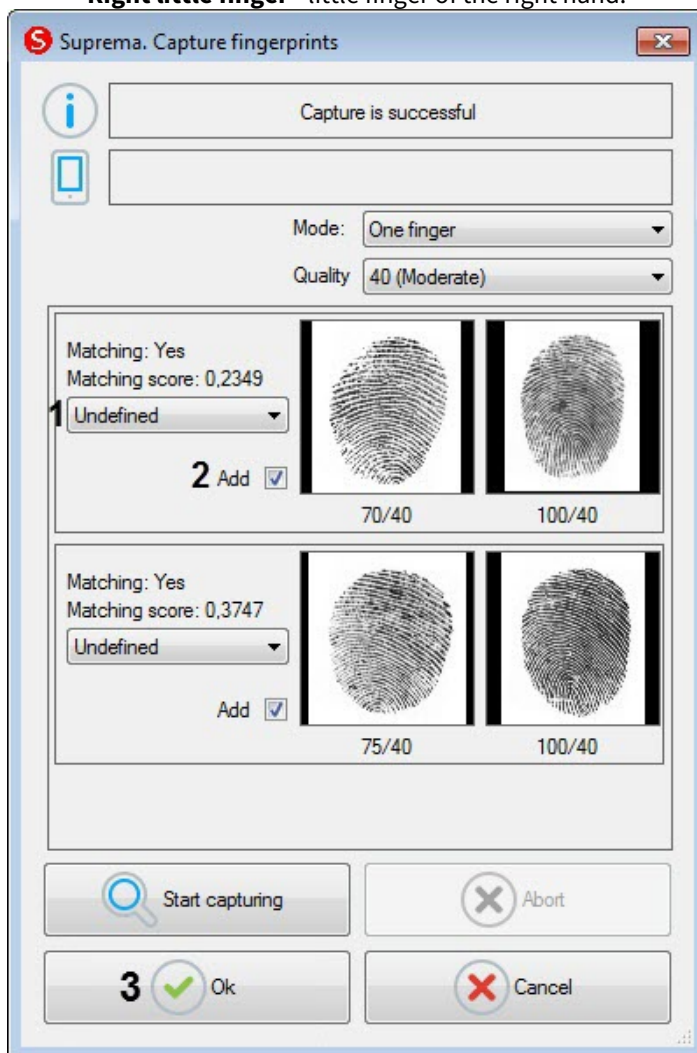 Right little finger - little finger of the right hand.
S Suprema. Capture fingerprints
i Capture is successful
Mode: One finger
Quality 40 (Moderate)
Matching: Yes
Matching score: 0,2349
1 Undefined
2 Add
70/40 100/40
Matching: Yes
Matching score: 0,3747
Undefined
Add
75/40 100/40
Start capturing Abort
3 Ok Cancel